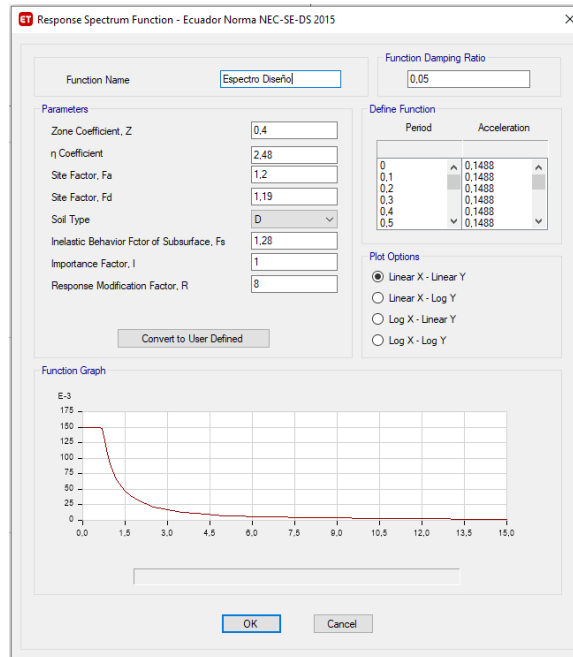 ET Response Spectrum Function - Ecuador Norma NEC-SE-DS 2015
Function Name
Espectro Diseño
Function Damping Ratio
0,05
Parameters
Zone Coefficient, Z
0,4
η Coefficient
2,48
Site Factor, Fa
1,2
Site Factor, Fd
1,19
Soil Type
D
Inelastic Behavior Fctor of Subsurface, Fs
1,28
Importance Factor, I
1
Response Modification Factor, R
8
Convert to User Defined
Define Function
Period Acceleration
0 0,1488
0,1 0,1488
0,2 0,1488
0,3 0,1488
0,4 0,1488
0,5 0,1488
Plot Options
Linear X - Linear Y
Linear X - Log Y
Log X - Linear Y
Log X - Log Y
Function Graph
E-3
175
150
125
100
75
50
25
0
0,0 1,5 3,0 4,5 6,0 7,5 9,0 10,5 12,0 13,5 15,0
OK Cancel